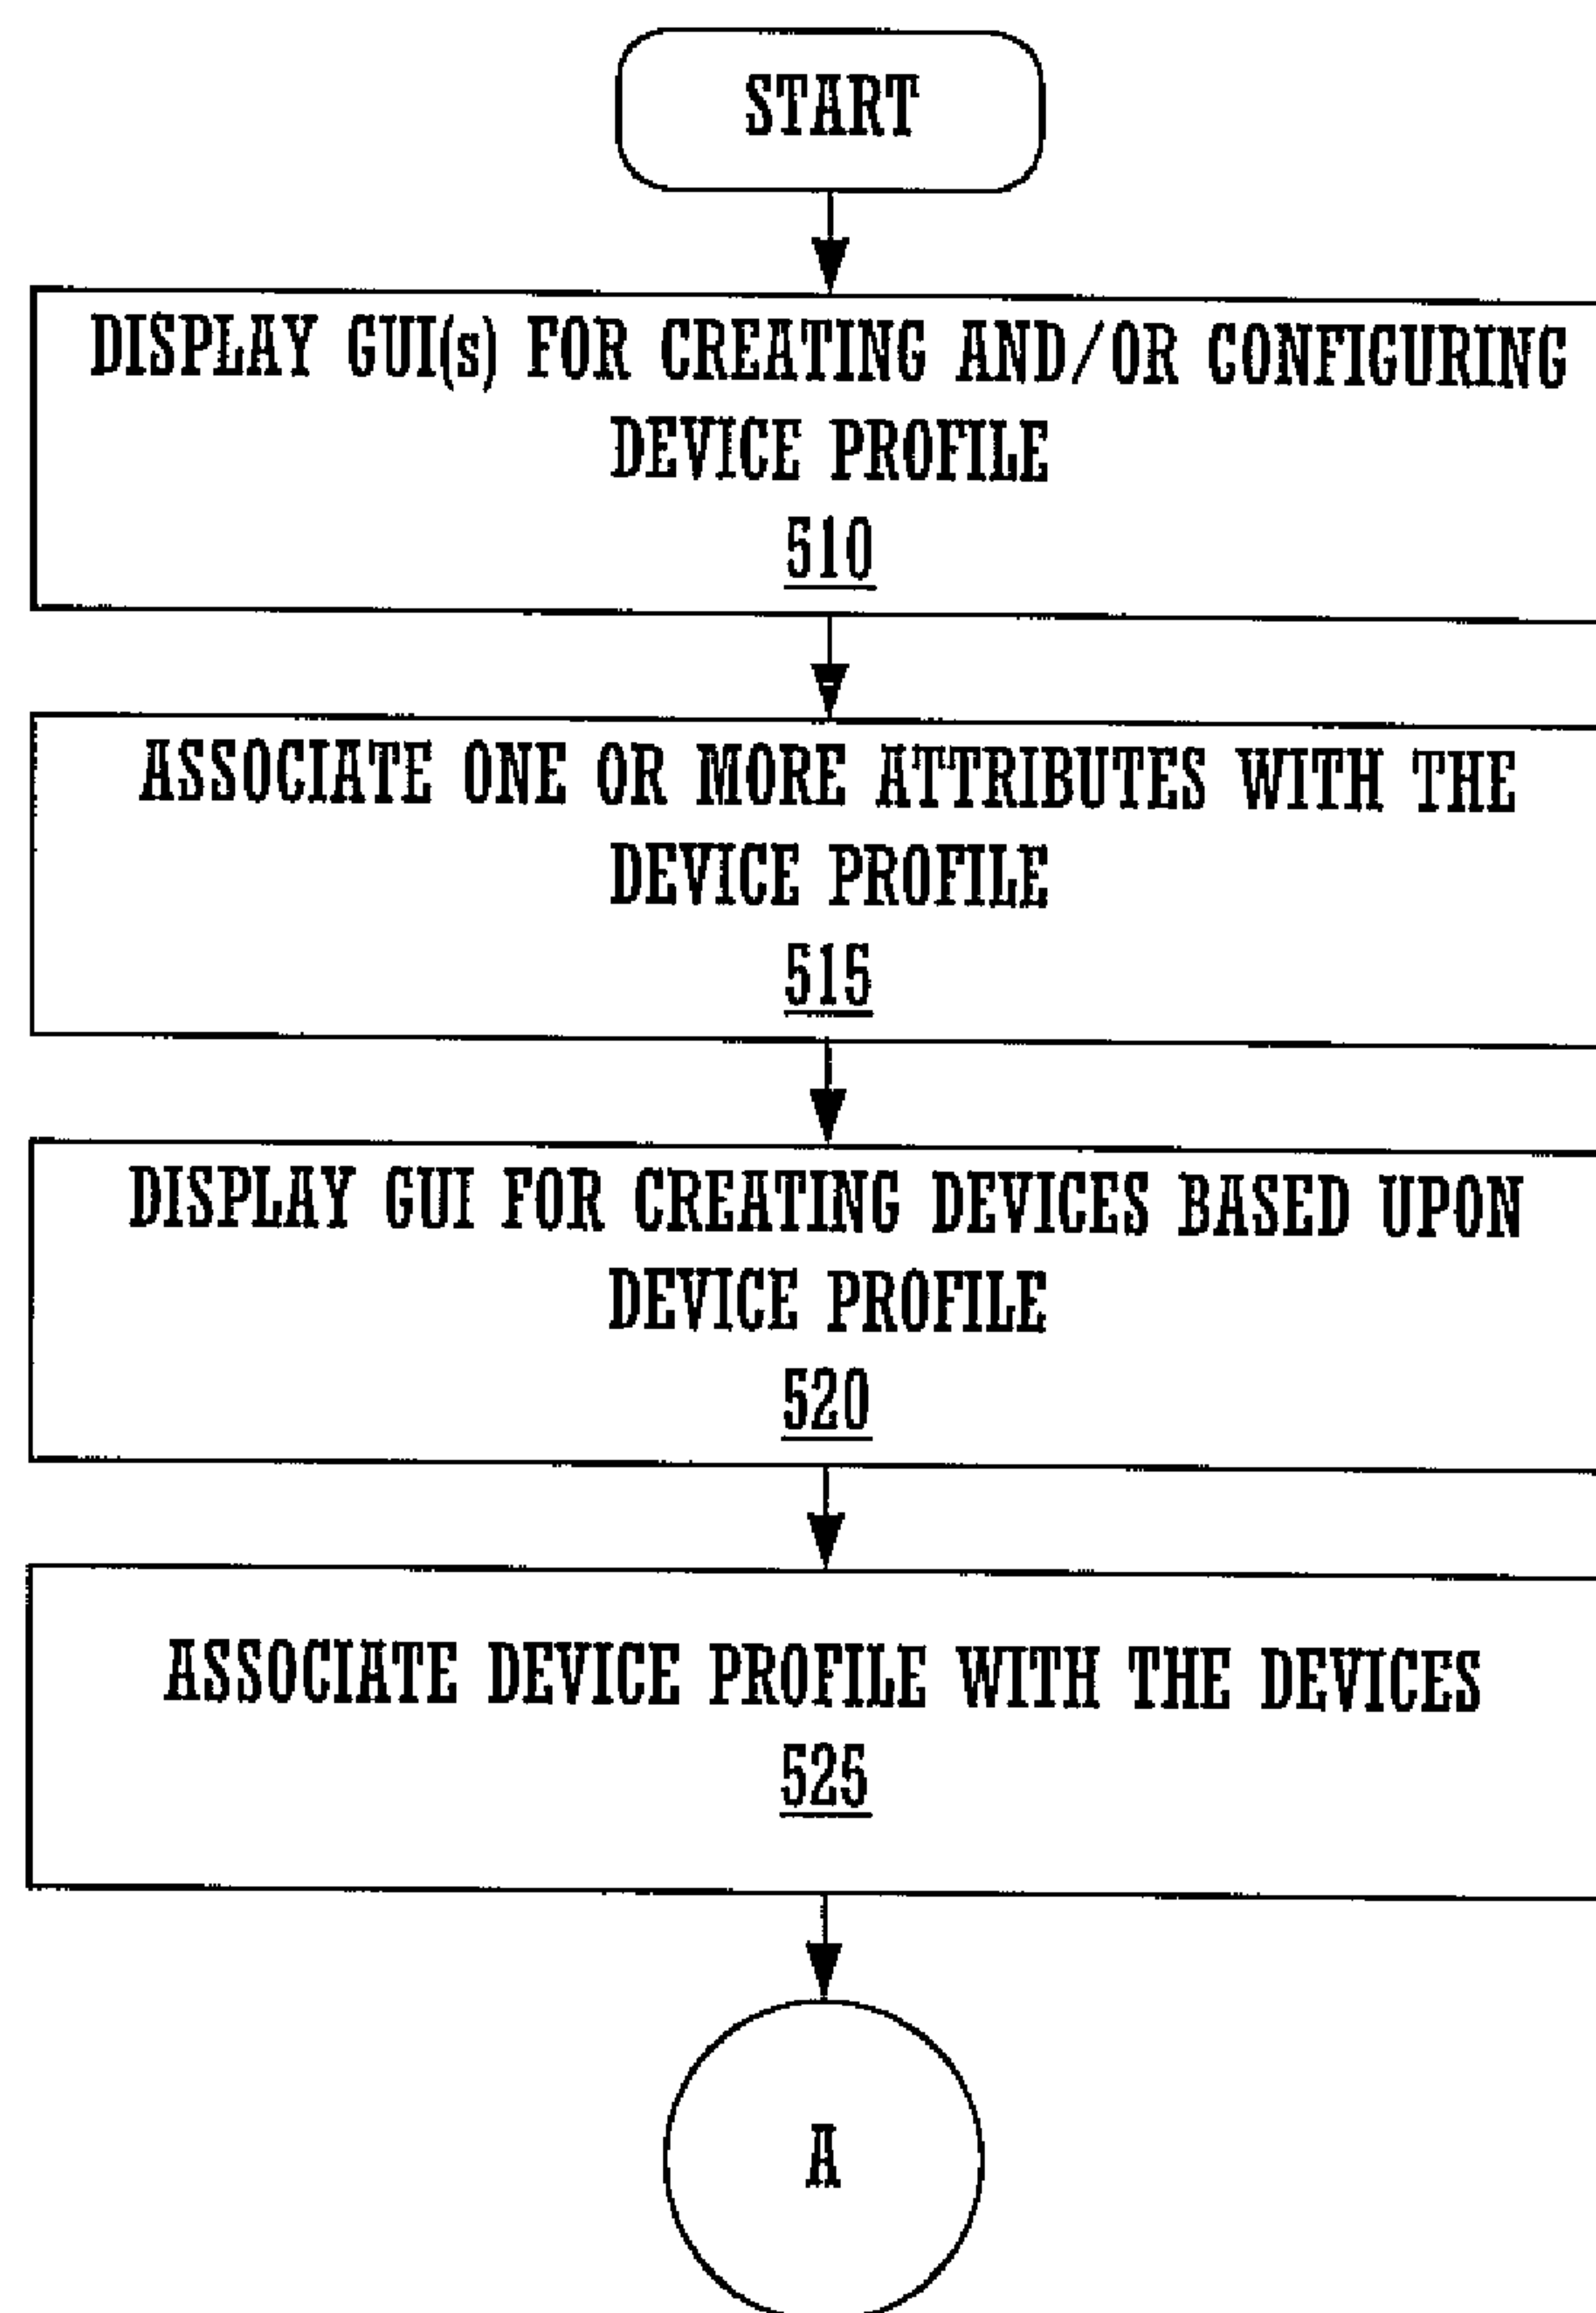 START
DISPLAY GUI(s) FOR CREATING AND/OR CONFIGURING
DEVICE PROFILE
510
ASSOCIATE ONE OR MORE ATTRIBUTES WITH THE
DEVICE PROFILE
515
DISPLAY GUI FOR CREATING DEVICES BASED UPON
DEVICE PROFILE
520
ASSOCIATE DEVICE PROFILE WITH THE DEVICES
525
A